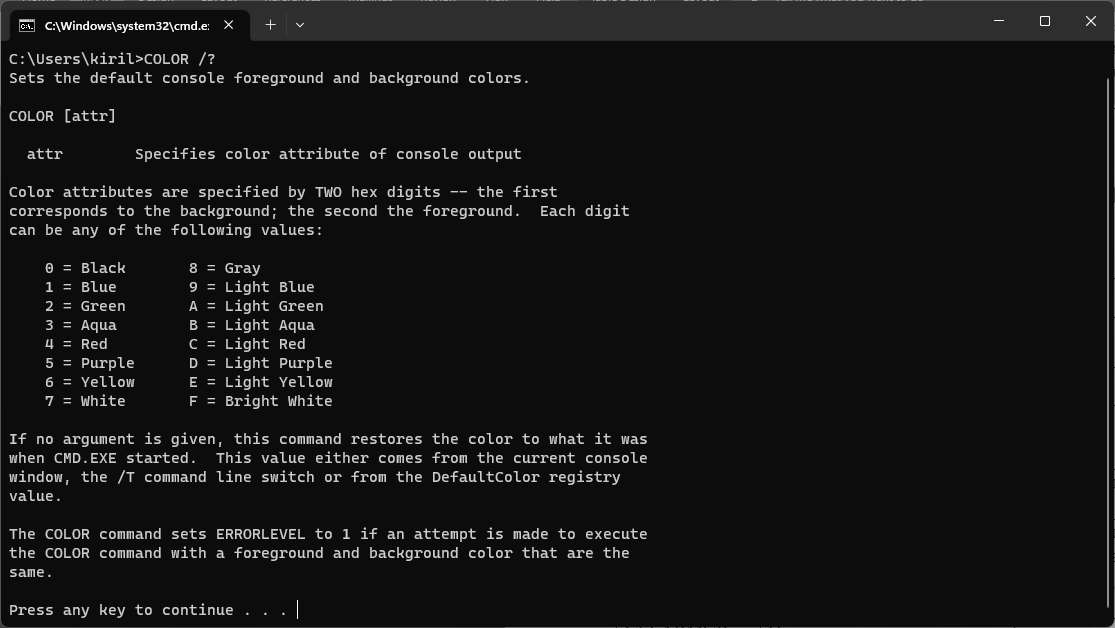 C:\Windows\system32\cmd.e
C:\Users\kiril>COLOR /?
Sets the default console foreground and background colors.
COLOR [attr]
attr        Specifies color attribute of console output
Color attributes are specified by TWO hex digits -- the first
corresponds to the background; the second the foreground.  Each digit
can be any of the following values:
0 = Black       8 = Gray
1 = Blue        9 = Light Blue
2 = Green       A = Light Green
3 = Aqua        B = Light Aqua
4 = Red         C = Light Red
5 = Purple      D = Light Purple
6 = Yellow      E = Light Yellow
7 = White       F = Bright White
If no argument is given, this command restores the color to what it was
when CMD.EXE started.  This value either comes from the current console
window, the /T command line switch or from the DefaultColor registry
value.
The COLOR command sets ERRORLEVEL to 1 if an attempt is made to execute
the COLOR command with a foreground and background color that are the
same.
Press any key to continue . . .